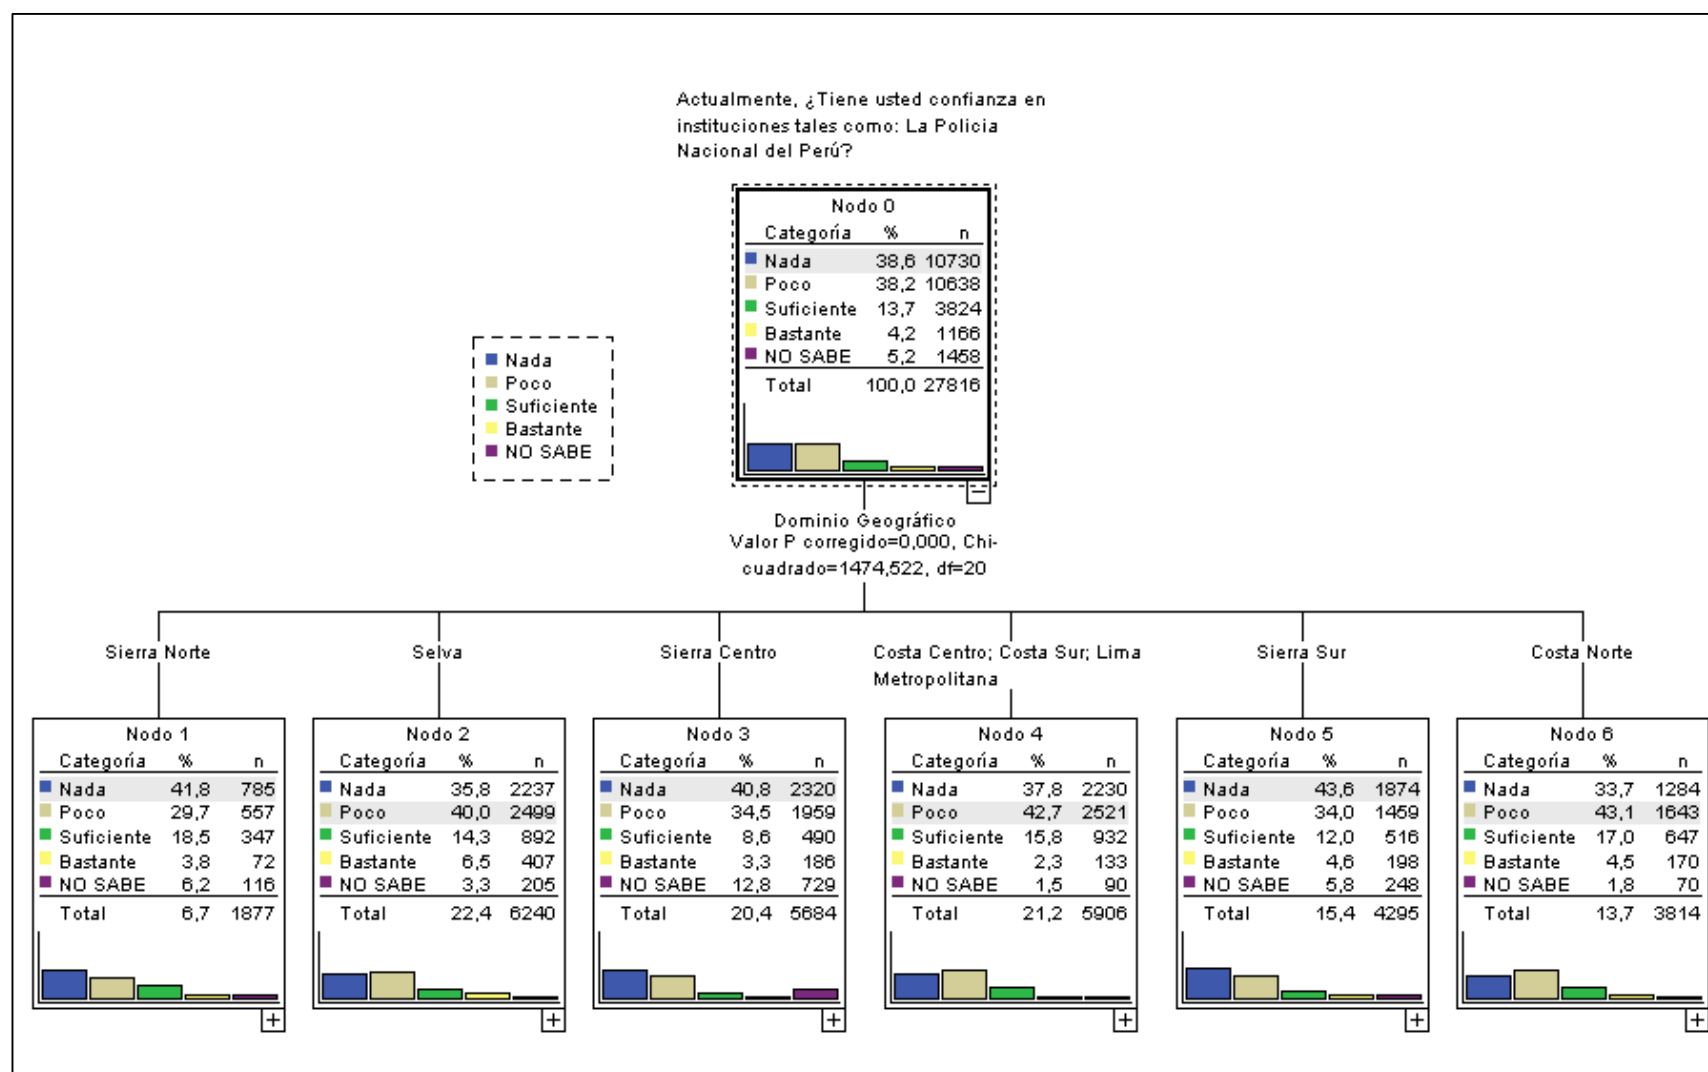 Actualmente, ¿Tiene usted confianza en
instituciones tales como: La Policia
Nacional del Perú?
Nodo 0
Categoría % n
Nada 38,6 10730
Poco 38,2 10638
Suficiente 13,7 3824
Bastante 4,2 1166
NO SABE 5,2 1458
Total 100,0 27816
Nada
Poco
Suficiente
Bastante
NO SABE
Dominio Geográfico
Valor P corregido=0,000, Chi-
cuadrado=1474,522, df=20
Sierra Norte
Nodo 1
Categoría % n
Nada 41,8 785
Poco 29,7 557
Suficiente 18,5 347
Bastante 3,8 72
NO SABE 6,2 116
Total 6,7 1877
Selva
Nodo 2
Categoría % n
Nada 35,8 2237
Poco 40,0 2499
Suficiente 14,3 892
Bastante 6,5 407
NO SABE 3,3 205
Total 22,4 6240
Sierra Centro
Nodo 3
Categoría % n
Nada 40,8 2320
Poco 34,5 1959
Suficiente 8,6 490
Bastante 3,3 186
NO SABE 12,8 729
Total 20,4 5684
Costa Centro; Costa Sur; Lima
Metropolitana
Nodo 4
Categoría % n
Nada 37,8 2230
Poco 42,7 2521
Suficiente 15,8 932
Bastante 2,3 133
NO SABE 1,5 90
Total 21,2 5906
Sierra Sur
Nodo 5
Categoría % n
Nada 43,6 1874
Poco 34,0 1459
Suficiente 12,0 516
Bastante 4,6 198
NO SABE 5,8 248
Total 15,4 4295
Costa Norte
Nodo 6
Categoría % n
Nada 33,7 1284
Poco 43,1 1643
Suficiente 17,0 647
Bastante 4,5 170
NO SABE 1,8 70
Total 13,7 3814